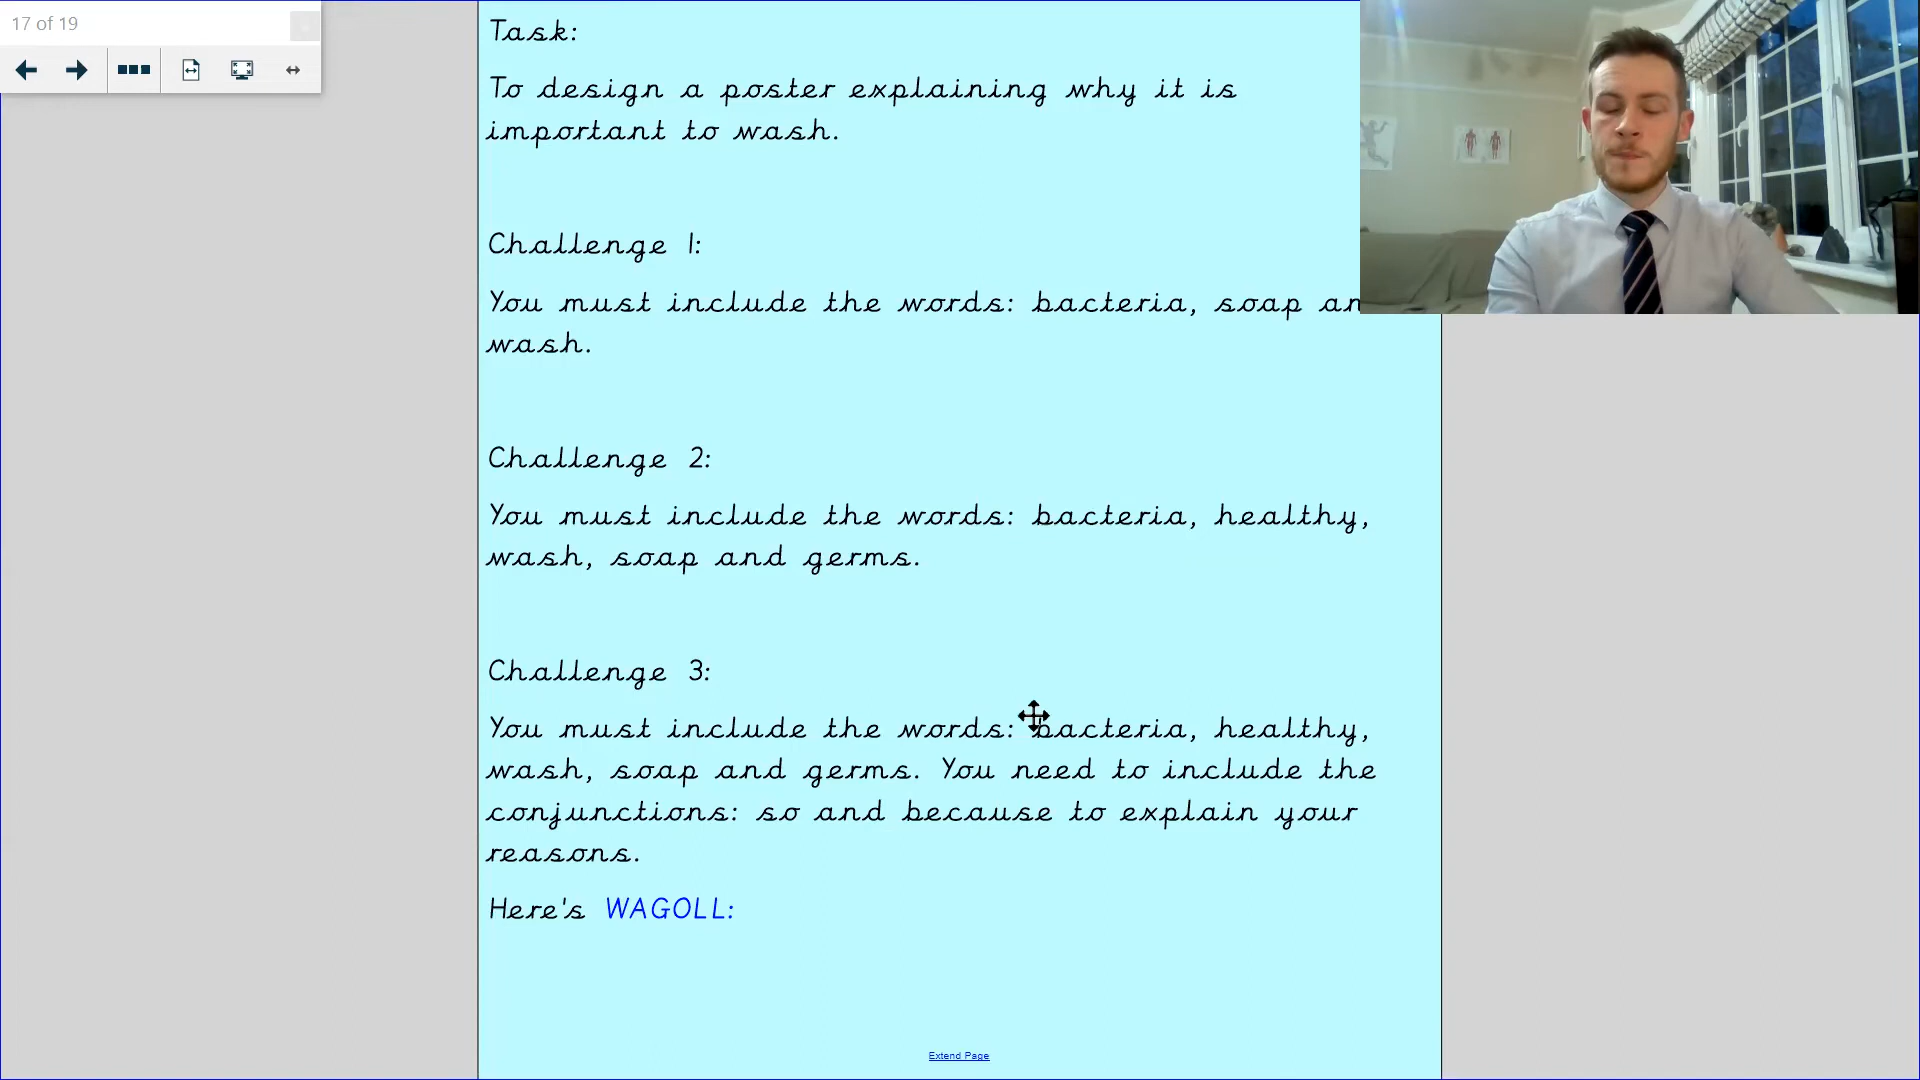 17 of 19
Task:
To design a poster explaining why it is
important to wash.
Challenge 1:
You must include the words: bacteria, soap an
wash.
Challenge 2:
You must include the words: bacteria, healthy,
wash, soap and germs.
Challenge 3:
You must include the words: bacteria, healthy,
wash, soap and germs. You need to include the
conjunctions: so and because to explain your
reasons.
Here's WAGOLL:
Extend Page